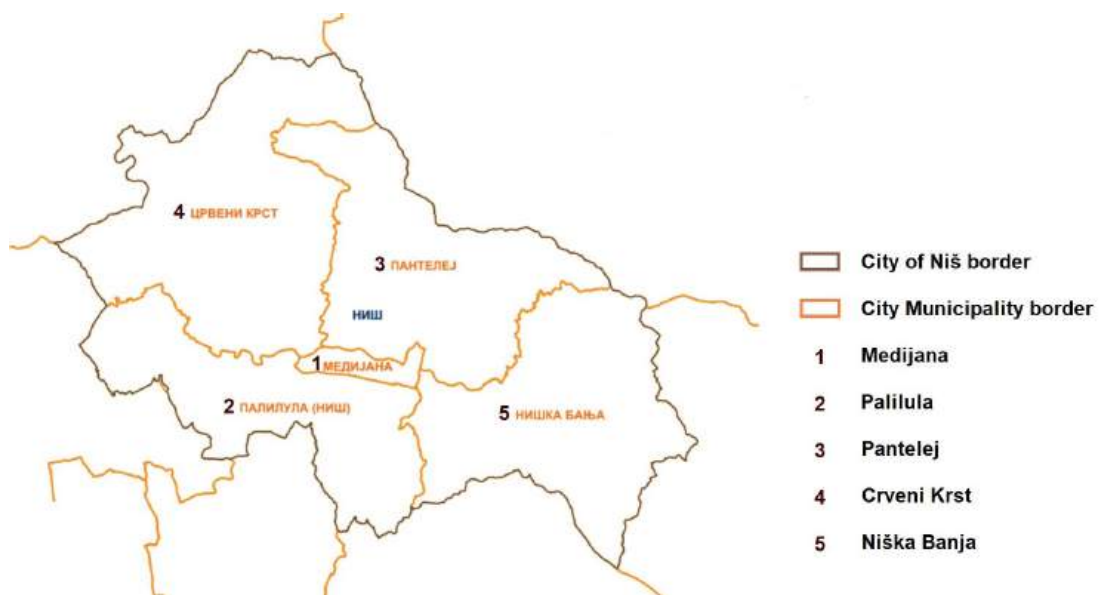 4 ЦРВЕНИ КРСТ
3 ПАНТЕЛЕЈ
НИШ
1 МЕДИЈАНА
2 ПАЛИЛУЛА (НИШ)
5 НИШКА БАЊА
City of Niš border
City Municipality border
1 Medijana
2 Palilula
3 Pantelej
4 Crveni Krst
5 Niška Banja